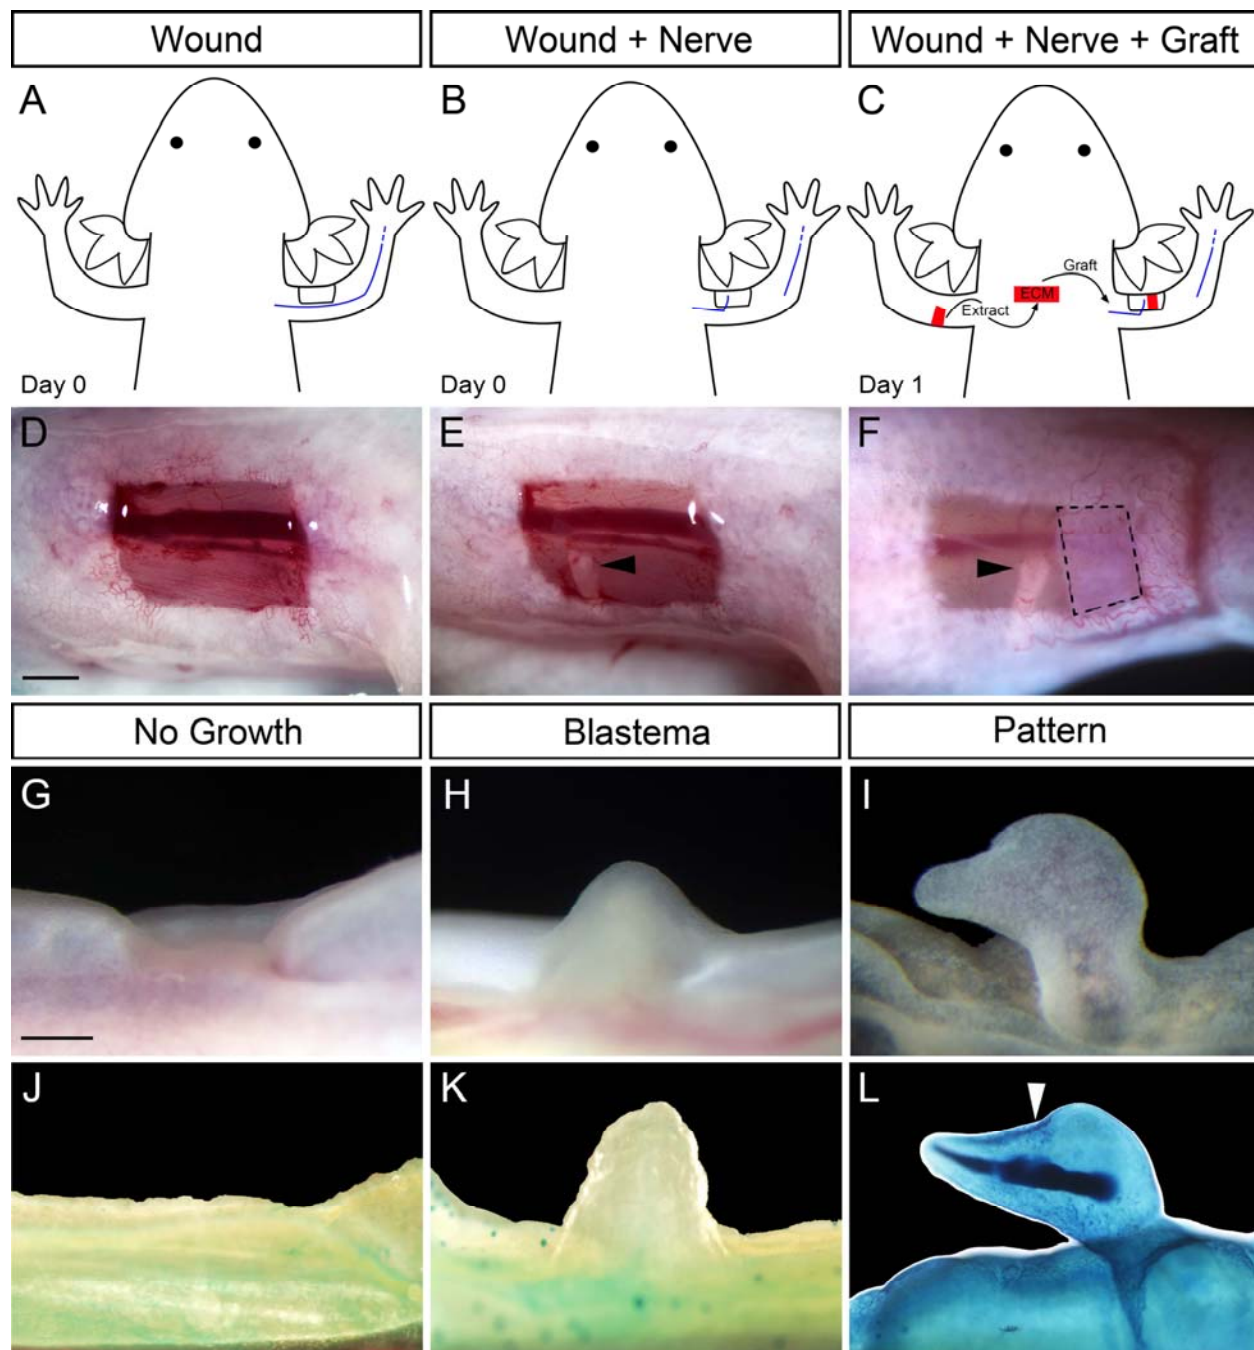 Wound
Wound + Nerve
Wound + Nerve + Graft
A
B
C
Graft
ECM
Extract
Day 0
Day 0
Day 1
D
E
F
No Growth
Blastema
Pattern
G
H
I
J
K
L